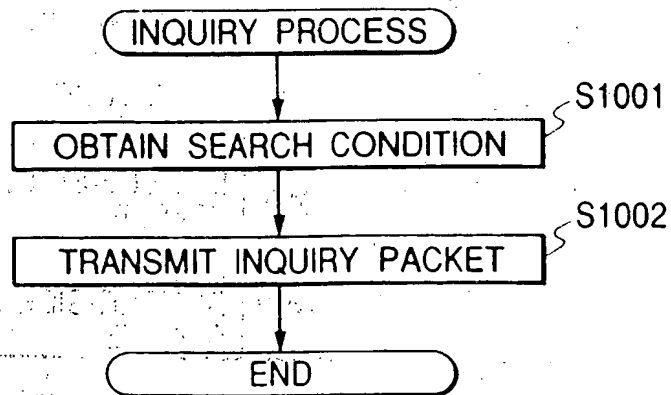 INQUIRY PROCESS
S1001
OBTAIN SEARCH CONDITION
S1002
TRANSMIT INQUIRY PACKET
END